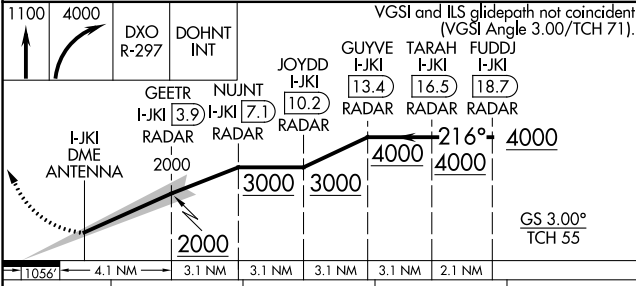 1100
4000
DXO
R-297
DOHNT
INT
VGSI and ILS glidepath not coincident
(VGSI Angle 3.00/TCH 71).
GUYVE
I-JKI
13.4
RADAR
TARAH
I-JKI
16.5
RADAR
FUDDJ
I-JKI
18.7
RADAR
JOYDD
I-JKI
10.2
RADAR
NUJNT
I-JKI 7.1
RADAR
GEETR
I-JKI 3.9
RADAR
I-JKI
DME
ANTENNA
2000
216°
4000
4000
4000
3000
3000
2000
GS 3.00°
TCH 55
1056'
4.1 NM
3.1 NM
3.1 NM
3.1 NM
3.1 NM
2.1 NM